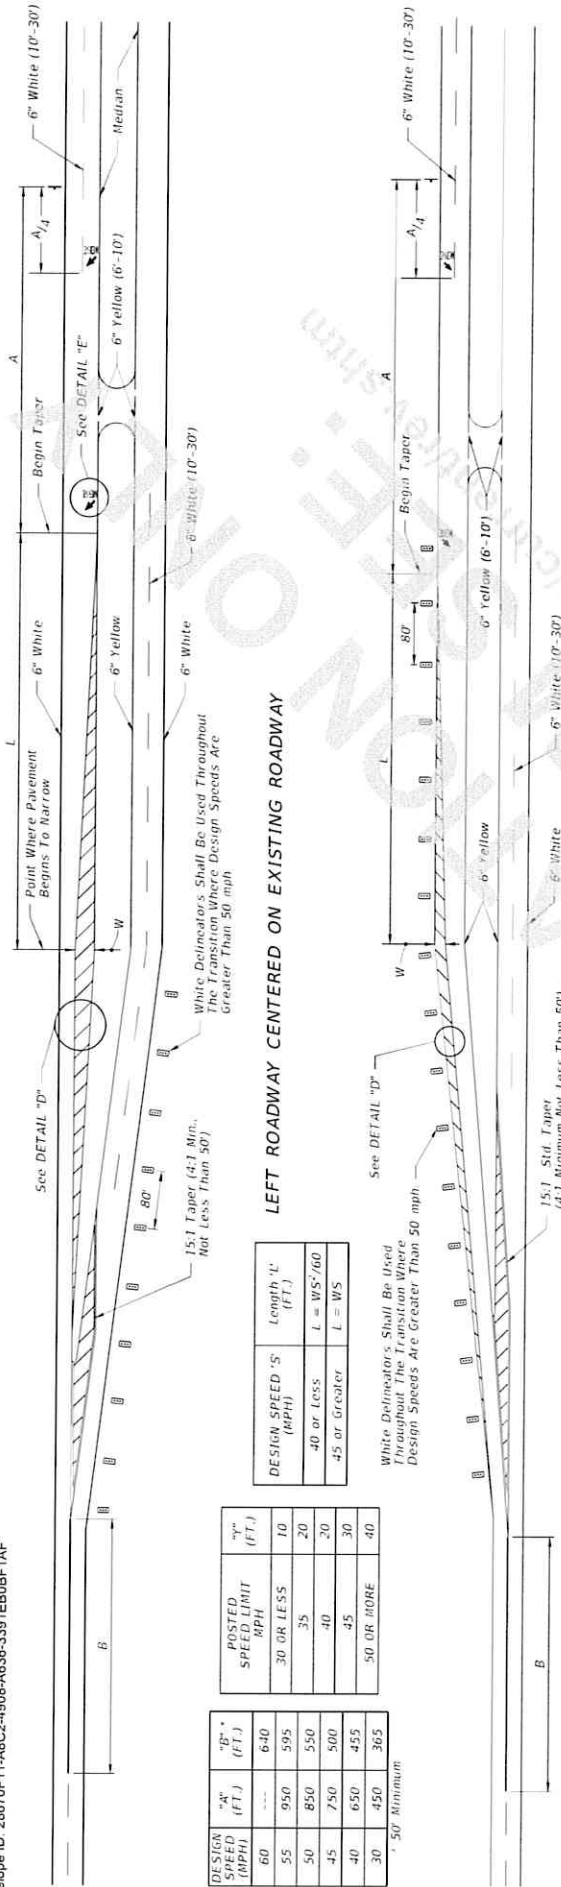 6" White (10'-30')
Median
A/4
A
6" Yellow (6'-10')
See DETAIL "E"
Begin Taper
6" White (10'-30')
L
6" White
6" Yellow
6" White
Point Where Pavement
Begins To Narrow
W
White Delineators Shall Be Used Throughout
The Transition Where Design Speeds Are
Greater Than 50 mph
See DETAIL "D"
80'
15:1 Taper (4:1 Min.,
Not Less Than 50')
B
LEFT ROADWAY CENTERED ON EXISTING ROADWAY
DESIGN SPEED 'S' (MPH) Length 'L' (FT.)
40 or Less L = WS²/60
45 or Greater L = WS
POSTED SPEED LIMIT MPH "Y" (FT.)
30 OR LESS 10
35 20
40 20
45 30
50 OR MORE 40
DESIGN SPEED (MPH) "A" (FT.) "B" * (FT.)
60 --- 640
55 950 595
50 850 550
45 750 500
40 650 455
30 450 365
50' Minimum
6" White (10'-30')
A/4
A
Begin Taper
80'
L
6" Yellow (6'-10')
6" White (10'-30')
6" Yellow
6" White
W
See DETAIL "D"
White Delineators Shall Be Used
Throughout The Transition Where
Design Speeds Are Greater Than 50 mph
15:1 Std. Taper
(4:1 Minimum Not Less Than 50')
B